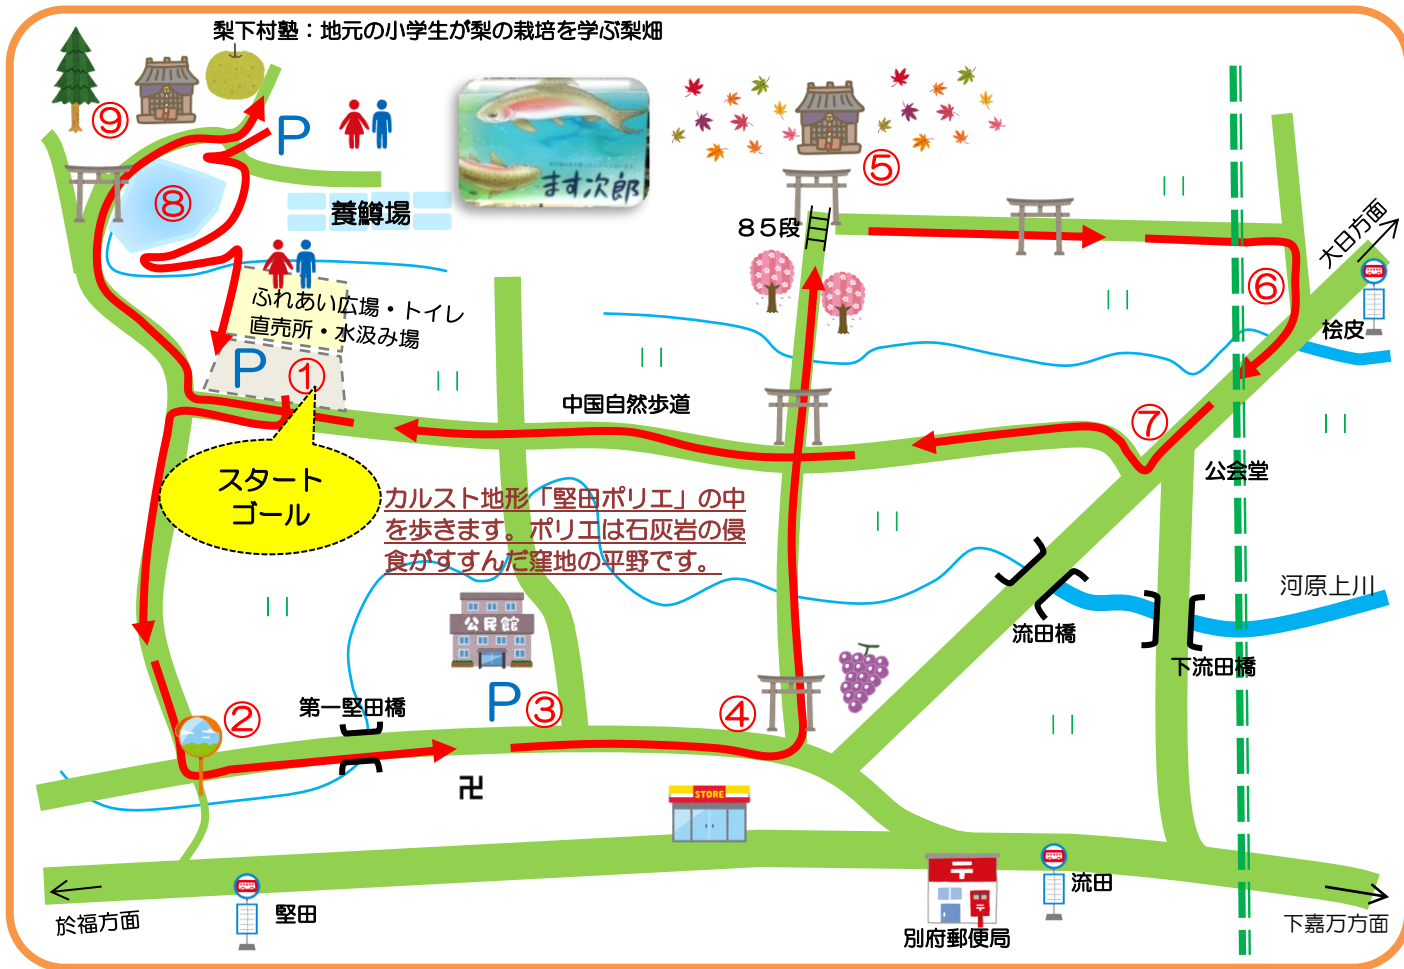 梨下村塾：地元の小学生が梨の栽培を学ぶ梨畑
⑨
P
ます次郎
⑤
⑧
養鱒場
８５段
大日方面
⑥
桧皮
ふれあい広場・トイレ
直売所・水汲み場
P
①
中国自然歩道
⑦
公会堂
スタート
ゴール
カルスト地形「堅田ポリエ」の中
を歩きます。ポリエは石灰岩の侵
食がすすんだ窪地の平野です。
河原上川
公民館
流田橋
下流田橋
P
③
②
第一堅田橋
④
卍
STORE
〒
流田
堅田
於福方面
別府郵便局
下嘉万方面